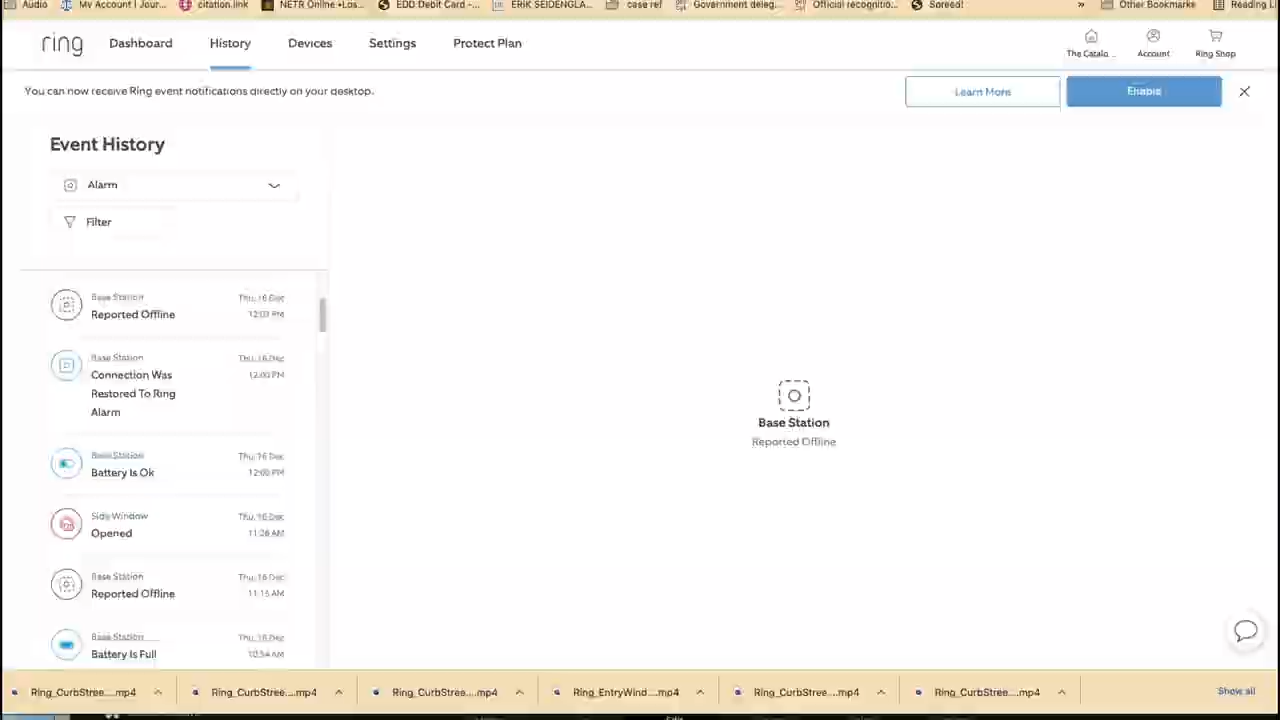 Audio
My Account | Jour...
citation.link
NETR Online •Los...
EDD Debit Card -...
ERIK SEIDENGLA...
case ref
Government deleg...
Official recognitio...
Spread!
»
Other Bookmarks
Reading Li
ring
Dashboard
History
Devices
Settings
Protect Plan
The Catalo...
Account
Ring Shop
You can now receive Ring event notifications directly on your desktop.
Learn More
Enable
Event History
Alarm
Filter
Base Station Thu, 16 Dec
Reported Offline 12:03 PM
Base Station Thu, 16 Dec
Connection Was 12:00 PM
Restored To Ring
Alarm
Base Station Thu, 16 Dec
Battery Is Ok 12:00 PM
Side Window Thu, 16 Dec
Opened 11:26 AM
Base Station Thu, 16 Dec
Reported Offline 11:15 AM
Base Station Thu, 16 Dec
Battery Is Full 10:54 AM
Base Station
Reported Offline
Ring_CurbStree....mp4
Ring_CurbStree....mp4
Ring_CurbStree....mp4
Ring_EntryWind....mp4
Ring_CurbStree....mp4
Ring_CurbStree....mp4
Show all